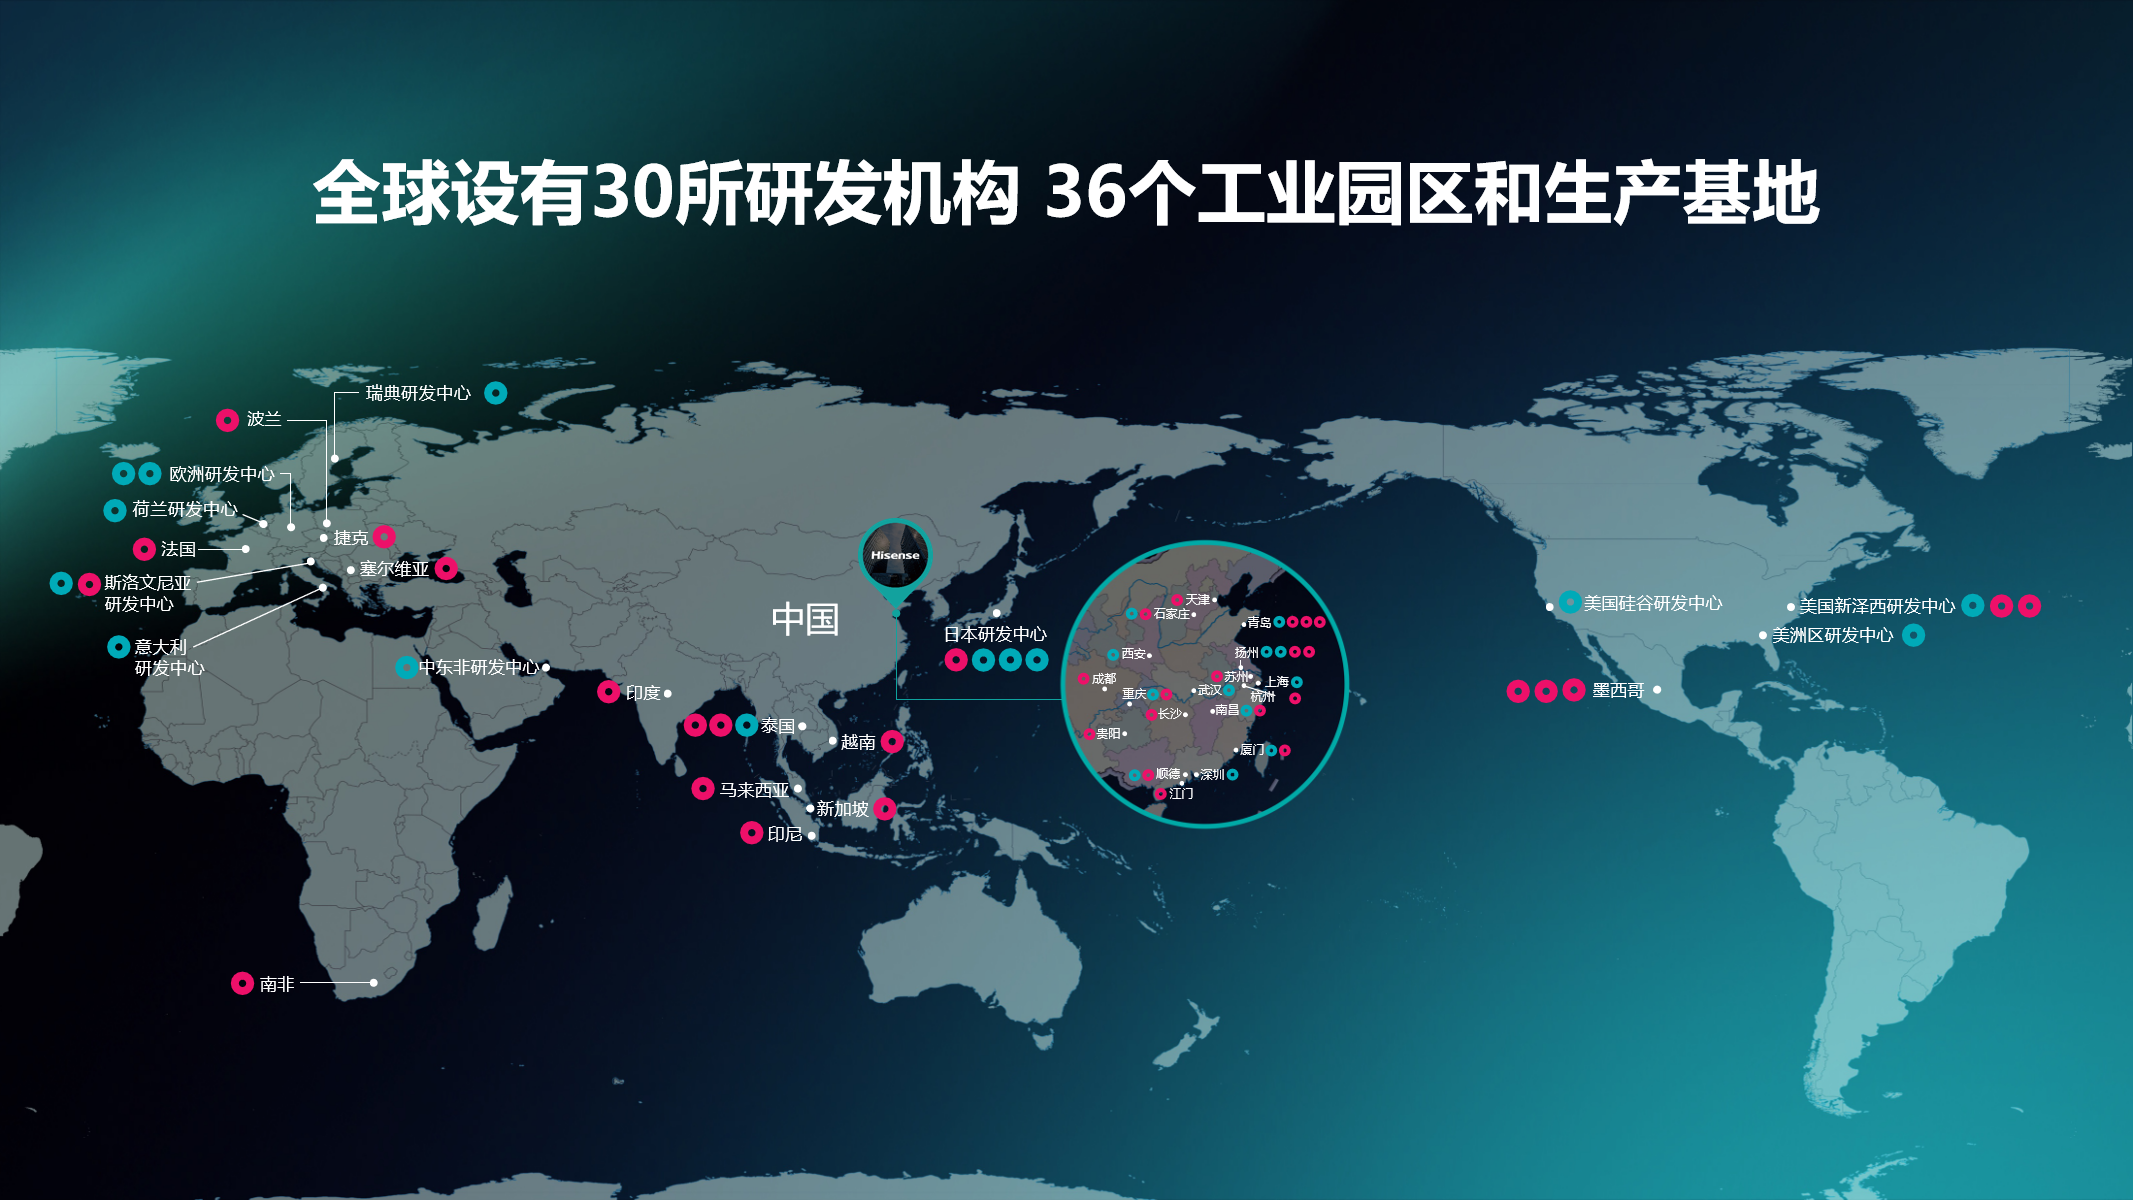 全球设有30所研发机构 36个工业园区和生产基地
瑞典研发中心
波兰
欧洲研发中心
荷兰研发中心
捷克
法国
塞尔维亚
斯洛文尼亚
研发中心
意大利
研发中心
中东非研发中心
Hisense
中国
日本研发中心
印度
泰国
越南
马来西亚
新加坡
印尼
南非
天津
石家庄
青岛
西安
扬州
成都
苏州
上海
重庆
武汉
杭州
长沙
南昌
贵阳
厦门
顺德
深圳
江门
美国硅谷研发中心
美国新泽西研发中心
美洲区研发中心
墨西哥